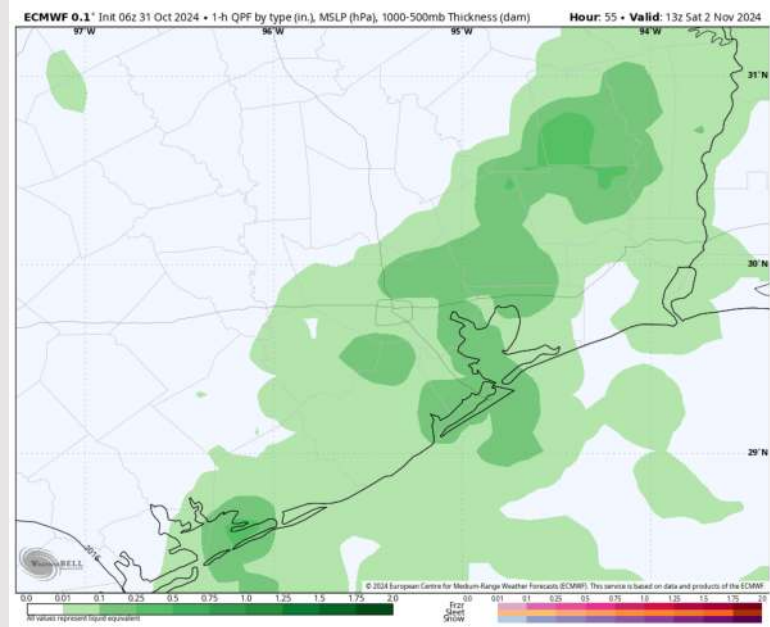 ECMWF 0.1° Init 06z 31 Oct 2024 • 1-h QPF by type (in.), MSLP (hPa), 1000-500mb Thickness (dam) Hour: 55 • Valid: 13z Sat 2 Nov 2024
97°W 96°W 95°W 94°W
31°N
30°N
29°N
2016
WeatherBELL
© 2024 European Centre for Medium-Range Weather Forecasts (ECMWF). This service is based on data and products of the ECMWF.
0.0 0.01 0.1 0.25 0.5 0.75 1.0 1.25 1.75 2.0
All values represent liquid equivalent
0.0 0.01 0.1 0.25 0.5 0.75 1.0 1.25 1.75 2.0
Frzr
Sleet
Snow